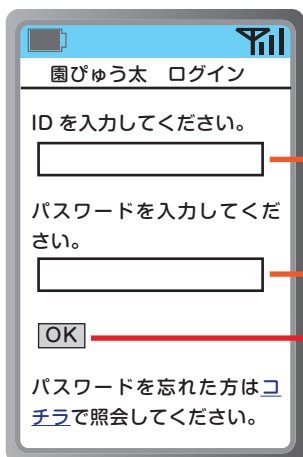 園ぴゅう太　ログイン
ID を入力してください。
パスワードを入力してくだ
さい。
OK
パスワードを忘れた方はコ
チラで照会してください。